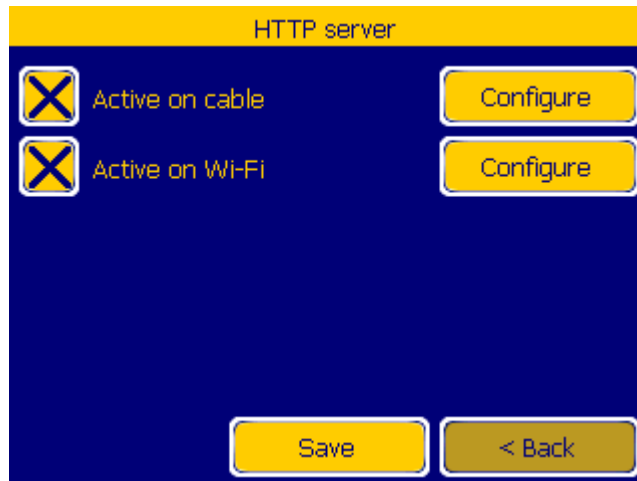 HTTP server
Active on cable
Configure
Active on Wi-Fi
Configure
Save
< Back